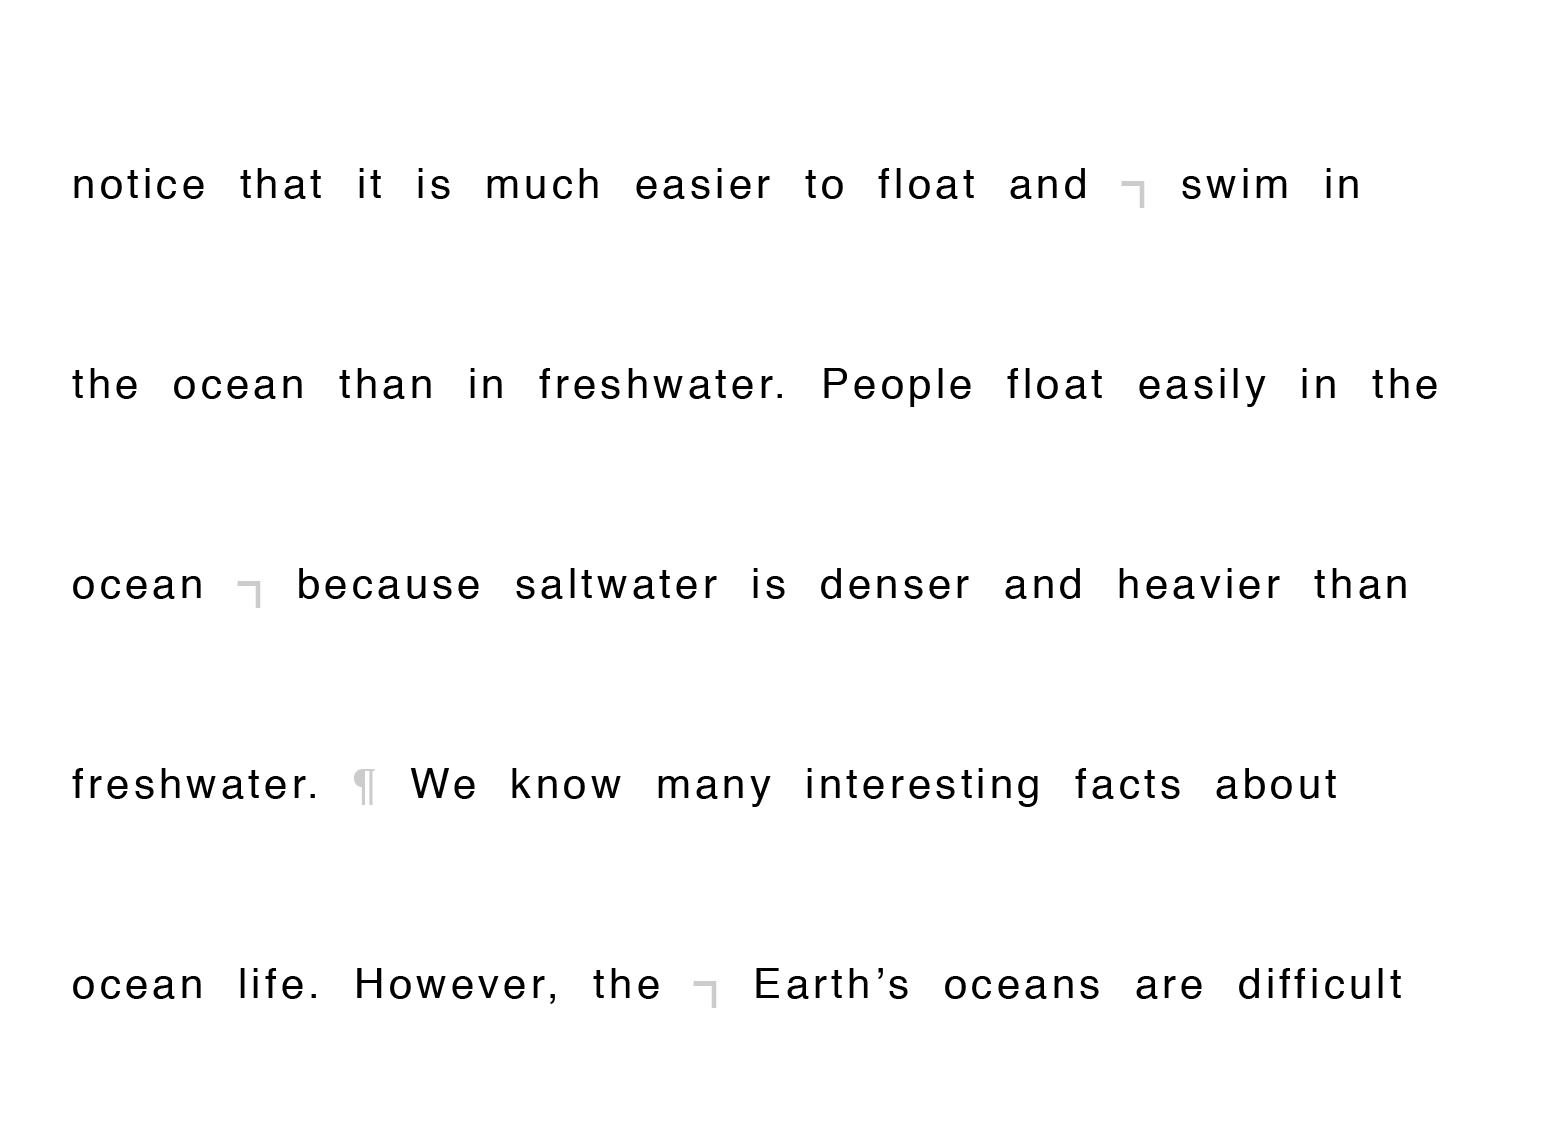 notice that it is much easier to float and ¬ swim in
the ocean than in freshwater. People float easily in the
ocean ¬ because saltwater is denser and heavier than
freshwater. ¶ We know many interesting facts about
ocean life. However, the ¬ Earth’s oceans are difficult